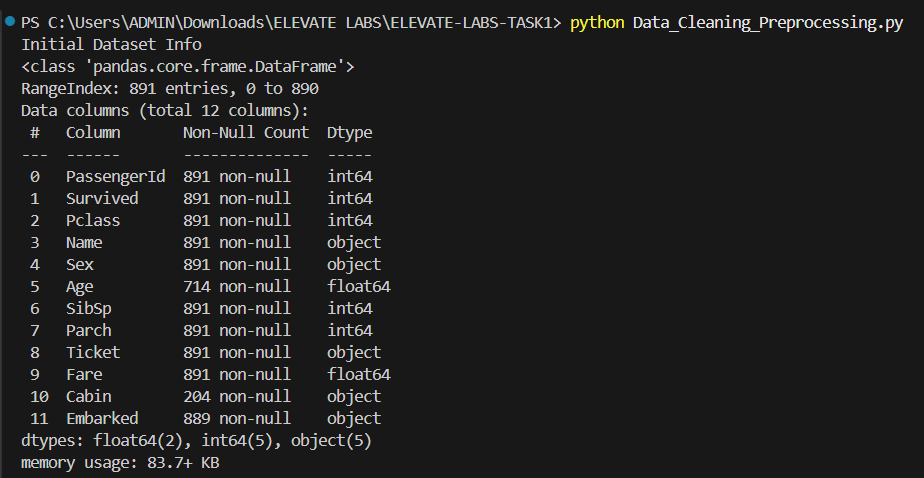 PS C:\Users\ADMIN\Downloads\ELEVATE LABS\ELEVATE-LABS-TASK1> python Data_Cleaning_Preprocessing.py
Initial Dataset Info
<class 'pandas.core.frame.DataFrame'>
RangeIndex: 891 entries, 0 to 890
Data columns (total 12 columns):
 #   Column       Non-Null Count  Dtype
---  ------       --------------  -----
 0   PassengerId  891 non-null    int64
 1   Survived     891 non-null    int64
 2   Pclass       891 non-null    int64
 3   Name         891 non-null    object
 4   Sex          891 non-null    object
 5   Age          714 non-null    float64
 6   SibSp        891 non-null    int64
 7   Parch        891 non-null    int64
 8   Ticket       891 non-null    object
 9   Fare         891 non-null    float64
 10  Cabin        204 non-null    object
 11  Embarked     889 non-null    object
dtypes: float64(2), int64(5), object(5)
memory usage: 83.7+ KB